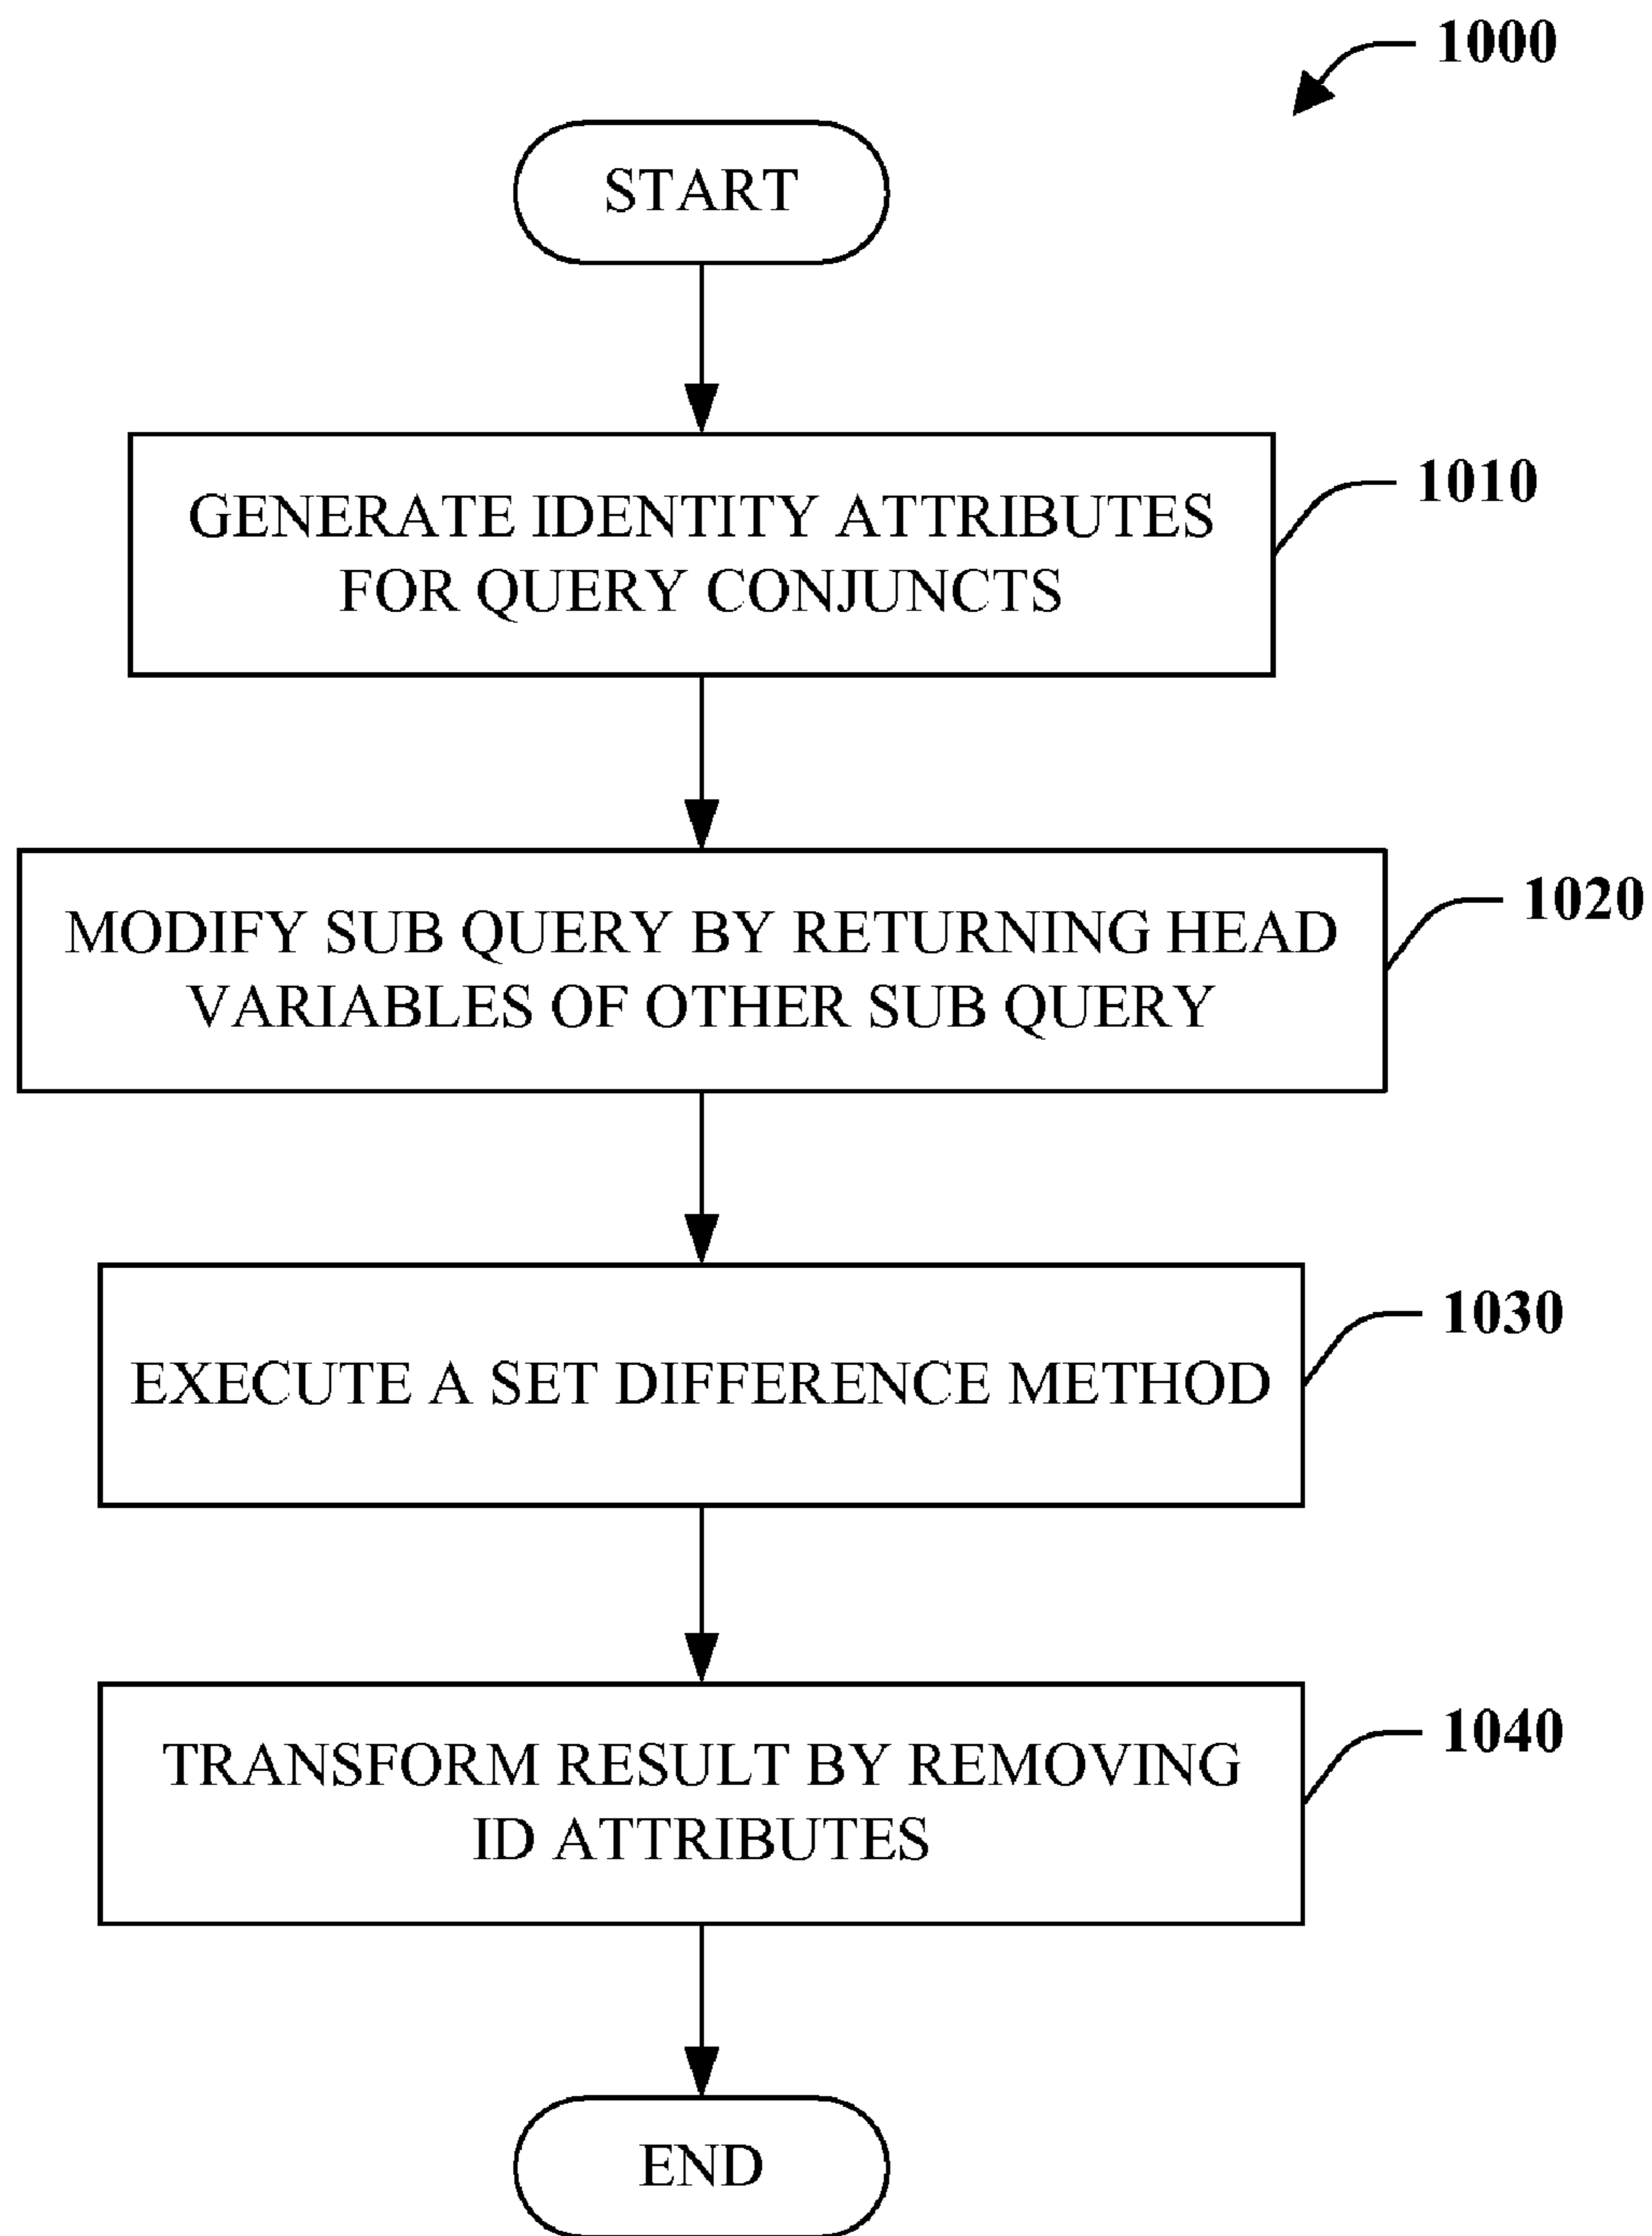 1000
START
GENERATE IDENTITY ATTRIBUTES
FOR QUERY CONJUNCTS
1010
MODIFY SUB QUERY BY RETURNING HEAD
VARIABLES OF OTHER SUB QUERY
1020
EXECUTE A SET DIFFERENCE METHOD
1030
TRANSFORM RESULT BY REMOVING
ID ATTRIBUTES
1040
END